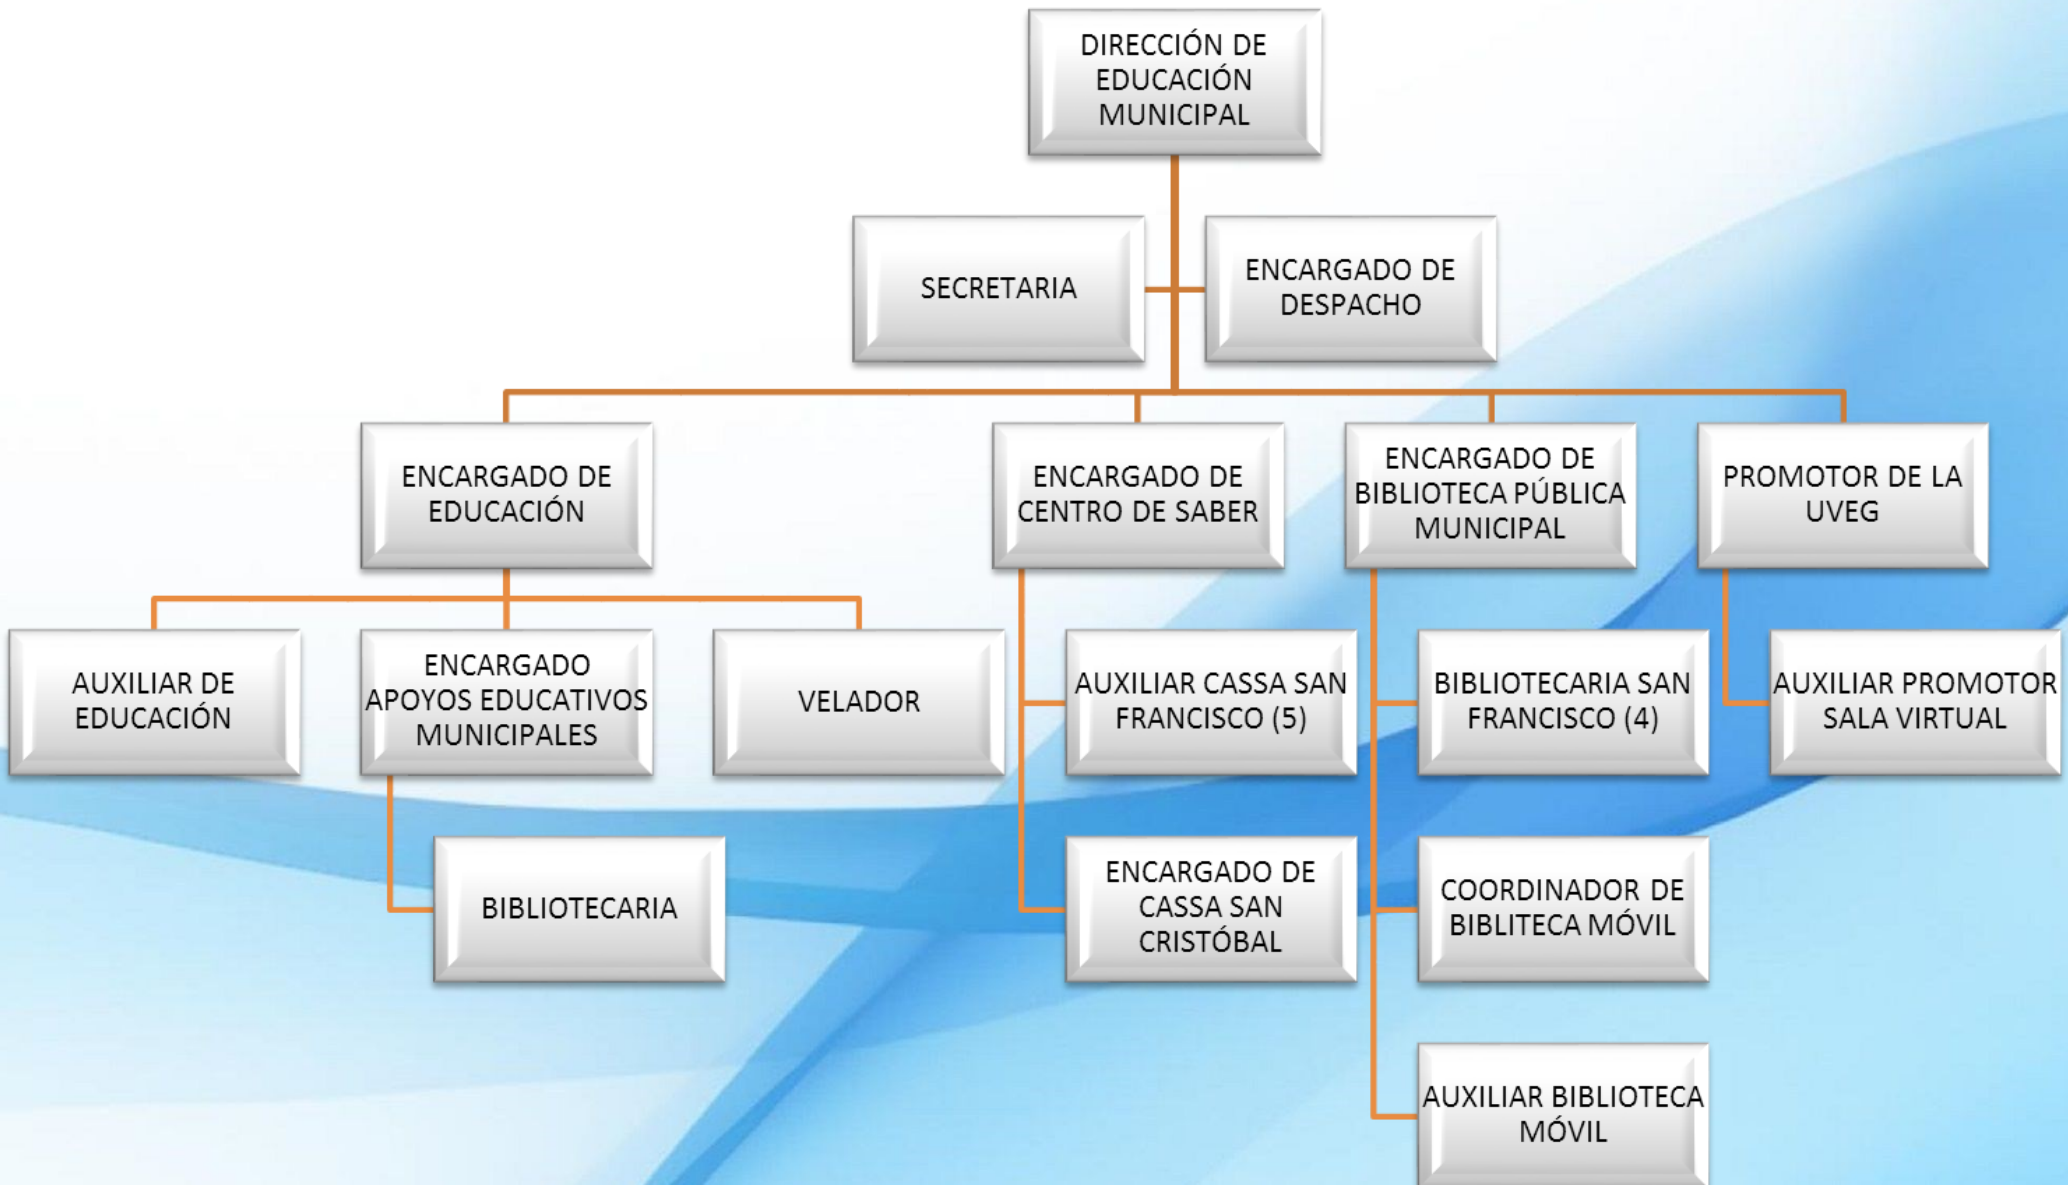 DIRECCIÓN DE
EDUCACIÓN
MUNICIPAL
SECRETARIA
ENCARGADO DE
DESPACHO
ENCARGADO DE
EDUCACIÓN
ENCARGADO DE
CENTRO DE SABER
ENCARGADO DE
BIBLIOTECA PÚBLICA
MUNICIPAL
PROMOTOR DE LA
UVEG
AUXILIAR DE
EDUCACIÓN
ENCARGADO
APOYOS EDUCATIVOS
MUNICIPALES
VELADOR
AUXILIAR CASSA SAN
FRANCISCO (5)
BIBLIOTECARIA SAN
FRANCISCO (4)
AUXILIAR PROMOTOR
SALA VIRTUAL
BIBLIOTECARIA
ENCARGADO DE
CASSA SAN
CRISTÓBAL
COORDINADOR DE
BIBLITECA MÓVIL
AUXILIAR BIBLIOTECA
MÓVIL